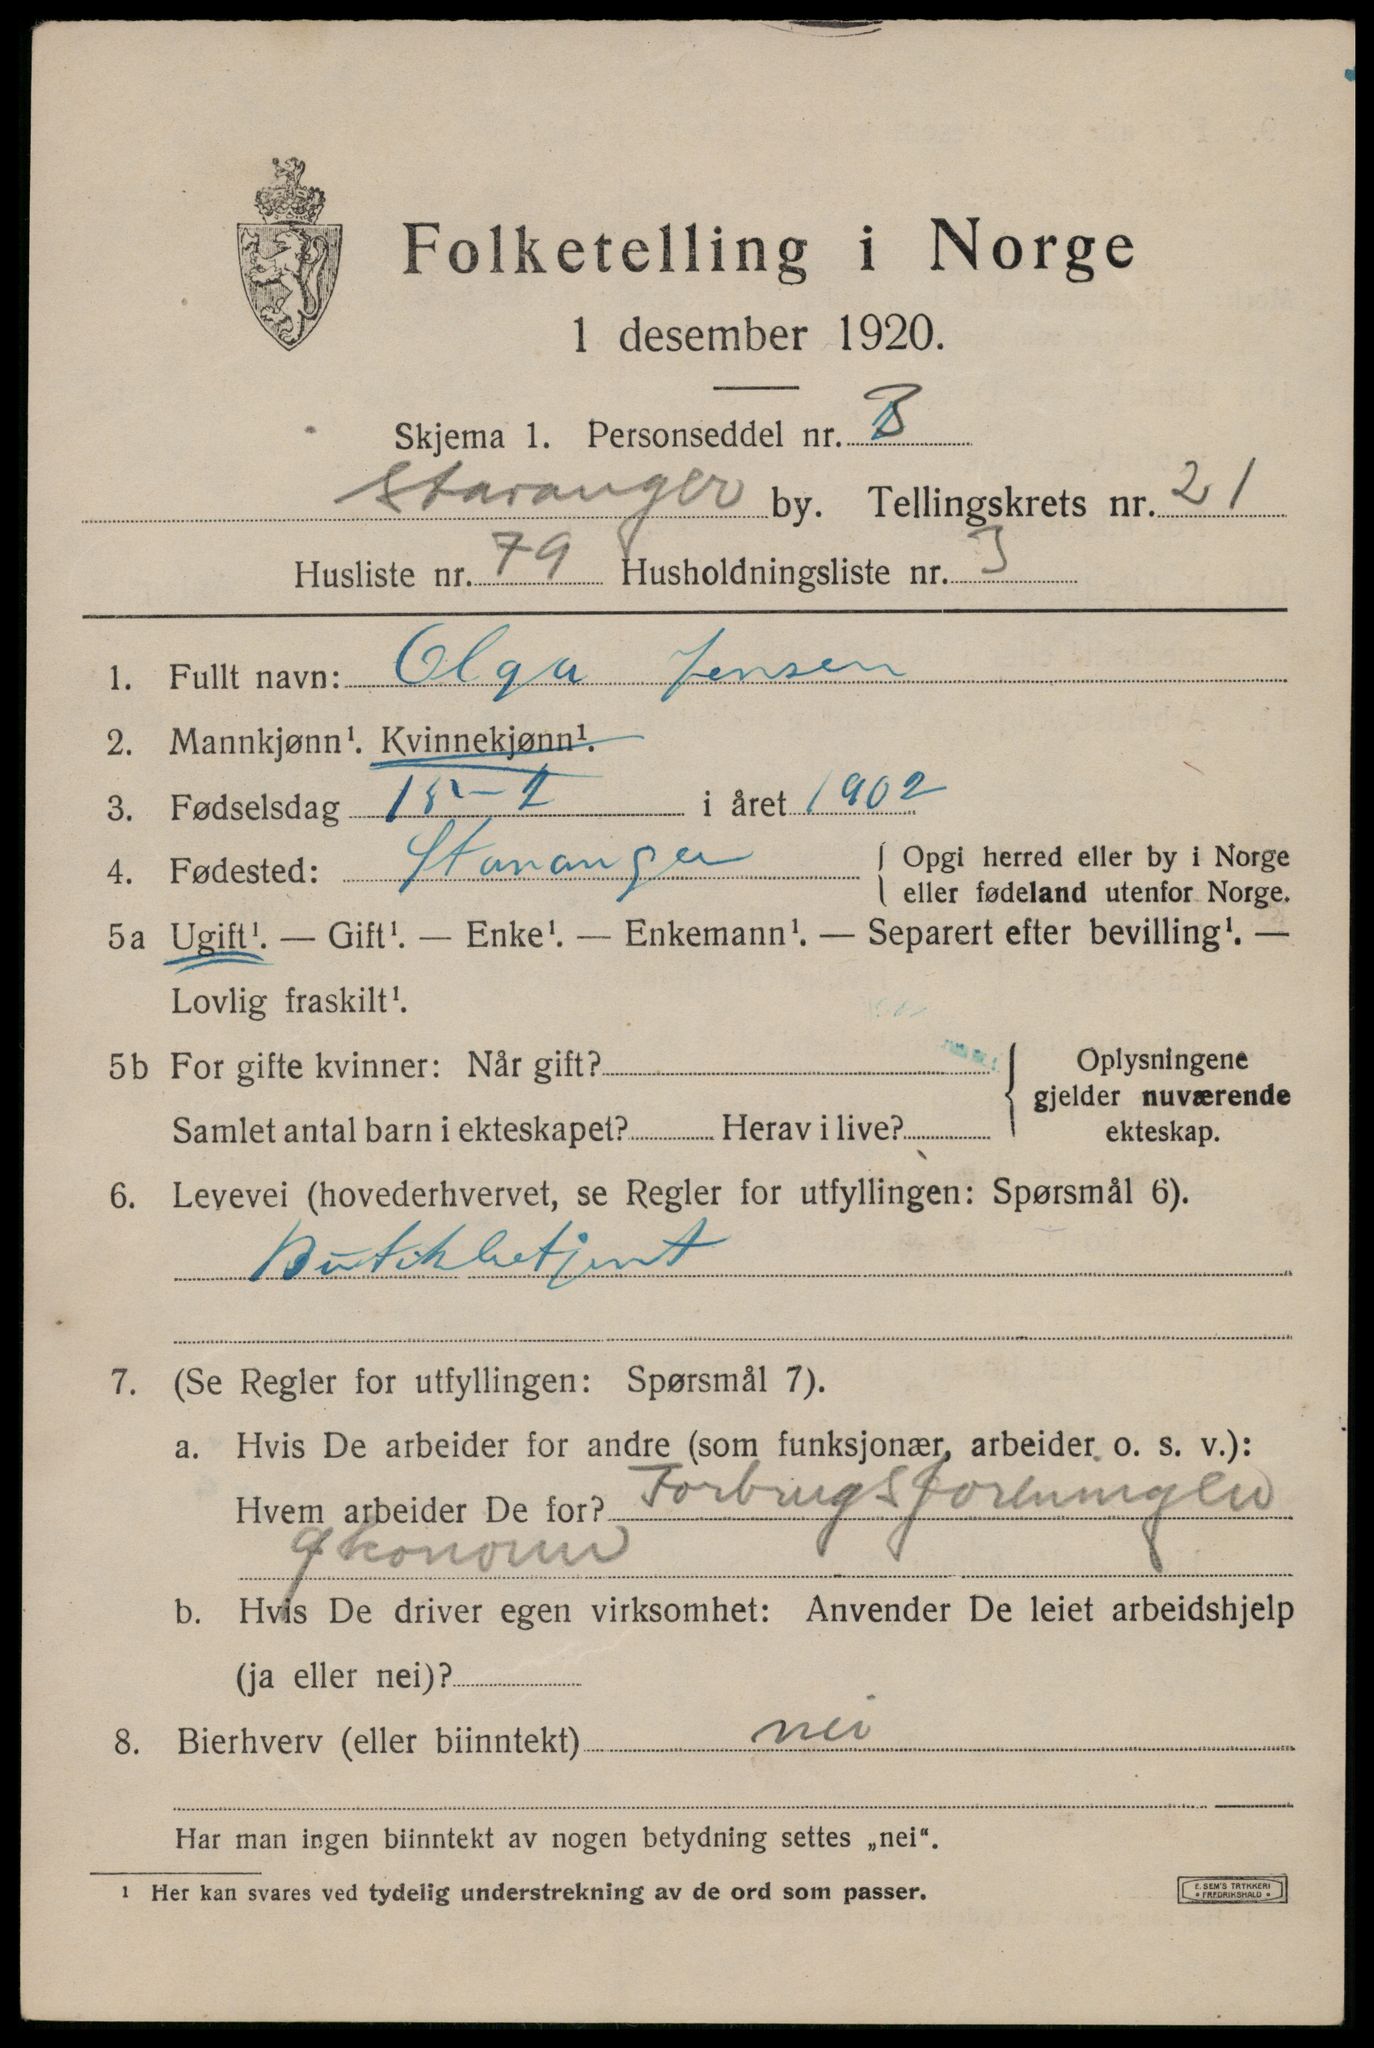 Folketelling i Norge
1 desember 1920.
Skjema 1. Personseddel nr. B
Stavanger by. Tellingskrets nr. 21
Husliste nr. 79 Husholdningsliste nr. 3
1. Fullt navn: Olga Jensen
2. Mannkjønn¹. Kvinnekjønn¹.
3. Fødselsdag 15-2 i året 1902
4. Fødested: Stavanger { Opgi herred eller by i Norge
eller fødeland utenfor Norge.
5a Ugift¹. — Gift¹. — Enke¹. — Enkemann¹. — Separert efter bevilling¹. —
Lovlig fraskilt¹.
5b For gifte kvinner: Når gift? } Oplysningene
gjelder nuværende
Samlet antal barn i ekteskapet? Herav i live? ekteskap.
6. Levevei (hovederhvervet, se Regler for utfyllingen: Spørsmål 6).
Butikbetjent
7. (Se Regler for utfyllingen: Spørsmål 7).
a. Hvis De arbeider for andre (som funksjonær, arbeider o. s. v.):
Hvem arbeider De for? Forbrugsforeningen
Økonomi
b. Hvis De driver egen virksomhet: Anvender De leiet arbeidshjelp
(ja eller nei)?
8. Bierhverv (eller biinntekt) nei
Har man ingen biinntekt av nogen betydning settes „nei“.
¹ Her kan svares ved tydelig understrekning av de ord som passer.
E. SEM'S TRYKKERI
• FREDRIKSHALD •